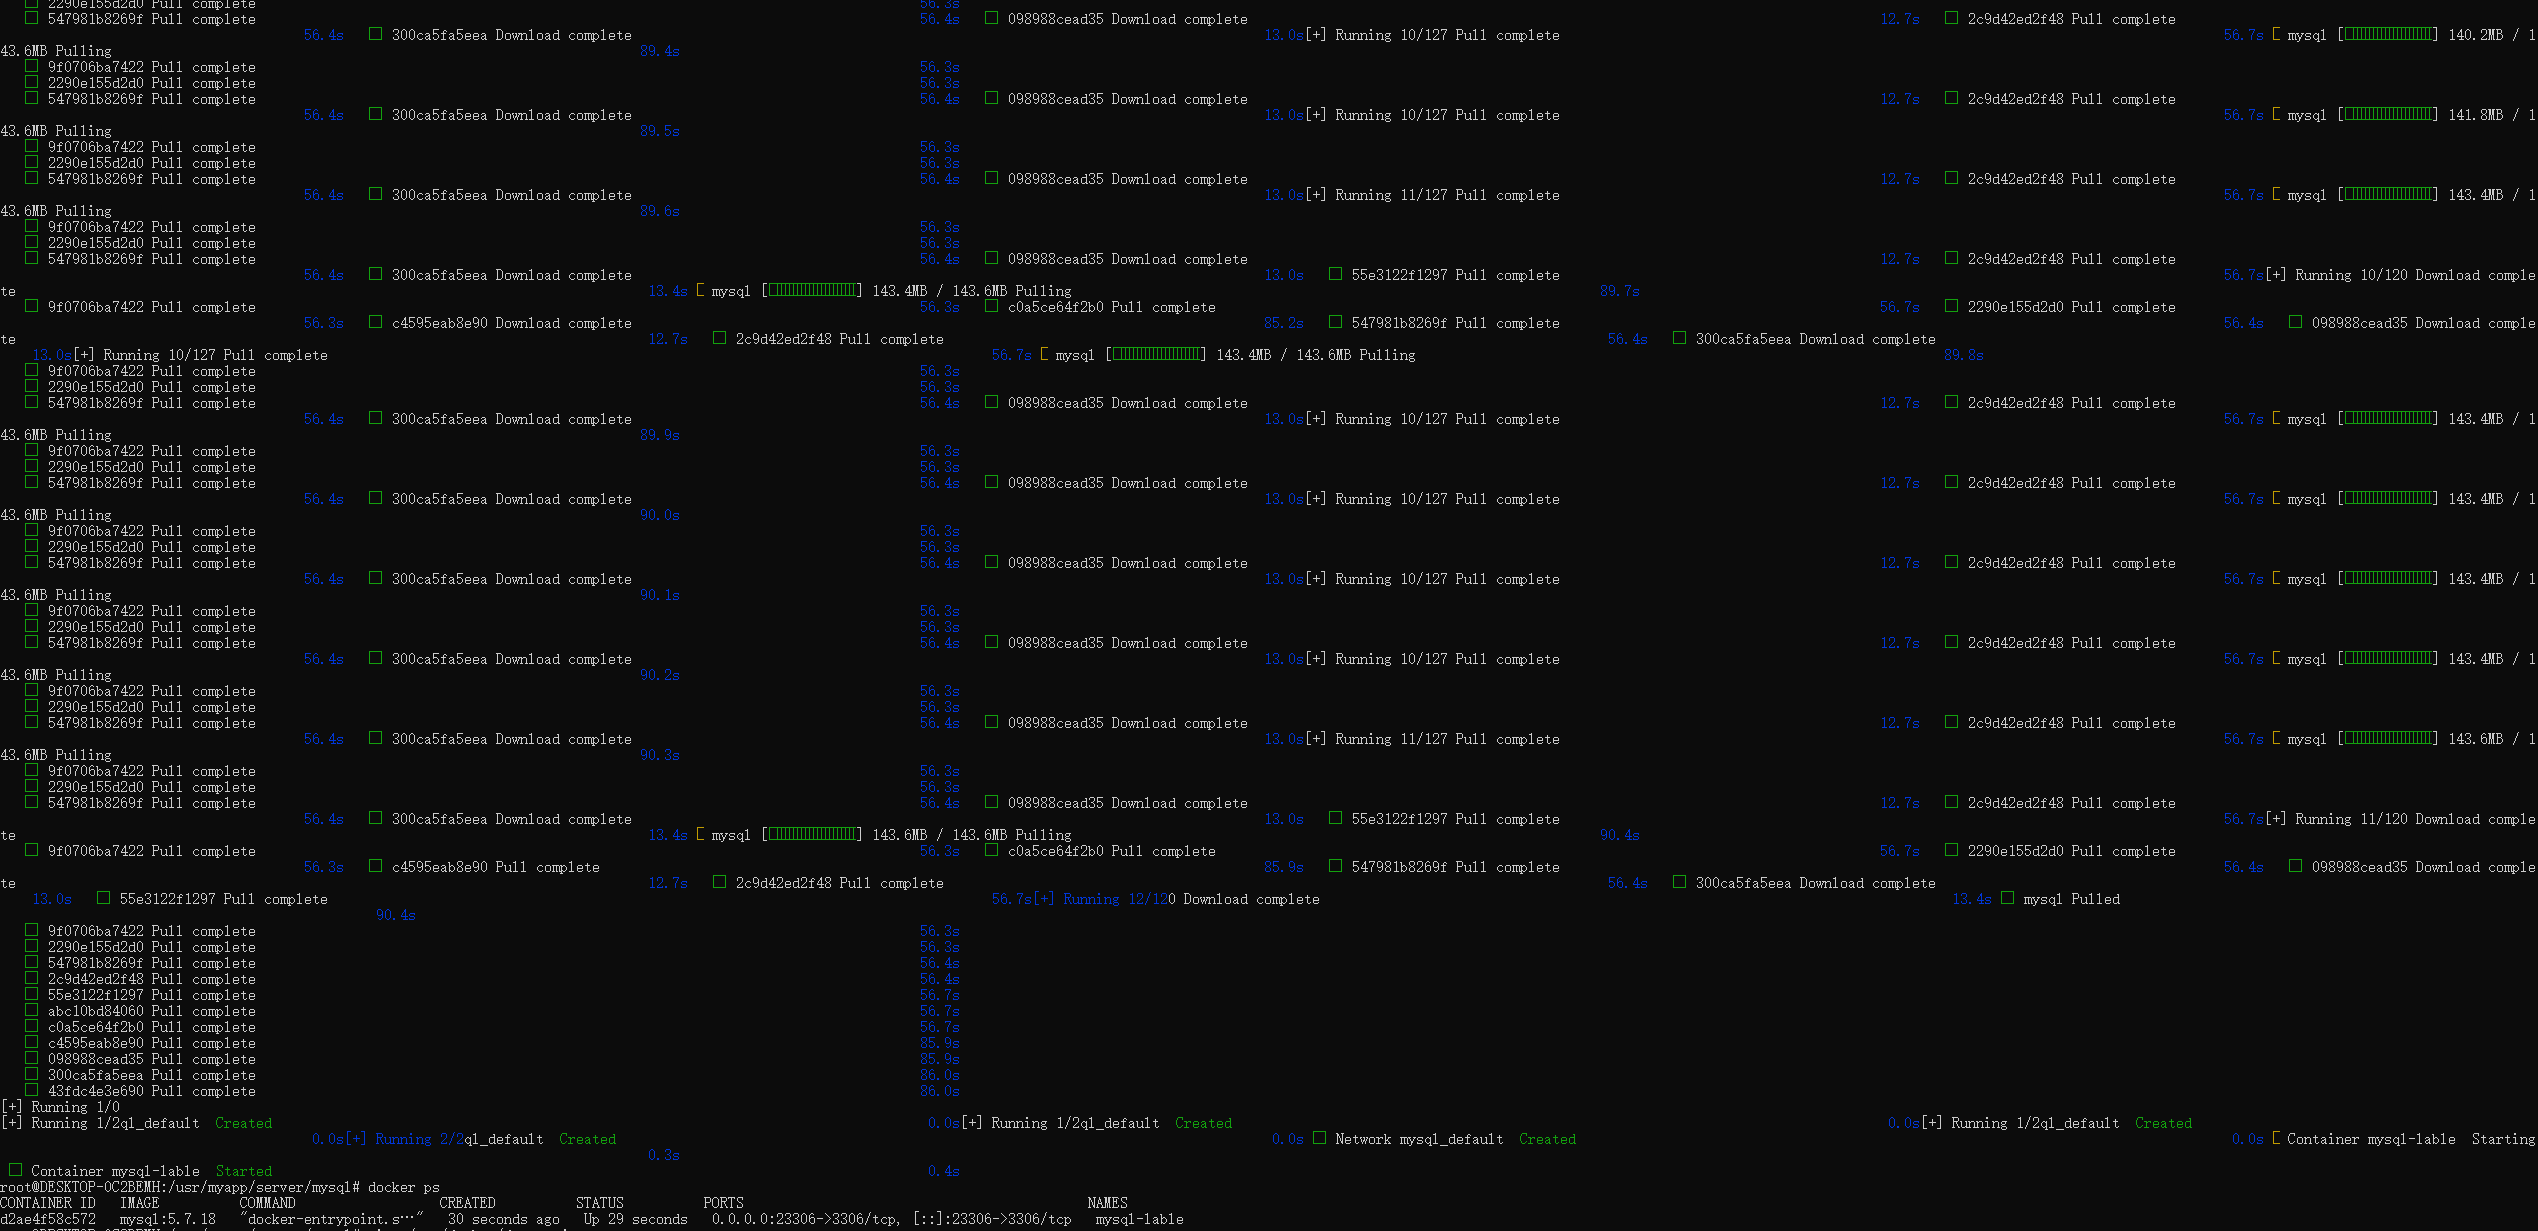 2290e155d2d0 Pull complete 56.3s
547981b8269f Pull complete 56.4s 098988cead35 Download complete 12.7s 2c9d42ed2f48 Pull complete
56.4s 300ca5fa5eea Download complete 13.0s[+] Running 10/127 Pull complete 56.7s mysql [] 140.2MB / 1
43.6MB Pulling 89.4s
9f0706ba7422 Pull complete 56.3s
2290e155d2d0 Pull complete 56.3s
547981b8269f Pull complete 56.4s 098988cead35 Download complete 12.7s 2c9d42ed2f48 Pull complete
56.4s 300ca5fa5eea Download complete 13.0s[+] Running 10/127 Pull complete 56.7s mysql [] 141.8MB / 1
43.6MB Pulling 89.5s
9f0706ba7422 Pull complete 56.3s
2290e155d2d0 Pull complete 56.3s
547981b8269f Pull complete 56.4s 098988cead35 Download complete 12.7s 2c9d42ed2f48 Pull complete
56.4s 300ca5fa5eea Download complete 13.0s[+] Running 11/127 Pull complete 56.7s mysql [] 143.4MB / 1
43.6MB Pulling 89.6s
9f0706ba7422 Pull complete 56.3s
2290e155d2d0 Pull complete 56.3s
547981b8269f Pull complete 56.4s 098988cead35 Download complete 12.7s 2c9d42ed2f48 Pull complete
56.4s 300ca5fa5eea Download complete 13.0s 55e3122f1297 Pull complete 56.7s[+] Running 10/120 Download comple
te 13.4s mysql [] 143.4MB / 143.6MB Pulling 89.7s
9f0706ba7422 Pull complete 56.3s c0a5ce64f2b0 Pull complete 56.7s 2290e155d2d0 Pull complete
56.3s c4595eab8e90 Download complete 85.2s 547981b8269f Pull complete 56.4s 098988cead35 Download comple
te 12.7s 2c9d42ed2f48 Pull complete 56.4s 300ca5fa5eea Download complete
13.0s[+] Running 10/127 Pull complete 56.7s mysql [] 143.4MB / 143.6MB Pulling 89.8s
9f0706ba7422 Pull complete 56.3s
2290e155d2d0 Pull complete 56.3s
547981b8269f Pull complete 56.4s 098988cead35 Download complete 12.7s 2c9d42ed2f48 Pull complete
56.4s 300ca5fa5eea Download complete 13.0s[+] Running 10/127 Pull complete 56.7s mysql [] 143.4MB / 1
43.6MB Pulling 89.9s
9f0706ba7422 Pull complete 56.3s
2290e155d2d0 Pull complete 56.3s
547981b8269f Pull complete 56.4s 098988cead35 Download complete 12.7s 2c9d42ed2f48 Pull complete
56.4s 300ca5fa5eea Download complete 13.0s[+] Running 10/127 Pull complete 56.7s mysql [] 143.4MB / 1
43.6MB Pulling 90.0s
9f0706ba7422 Pull complete 56.3s
2290e155d2d0 Pull complete 56.3s
547981b8269f Pull complete 56.4s 098988cead35 Download complete 12.7s 2c9d42ed2f48 Pull complete
56.4s 300ca5fa5eea Download complete 13.0s[+] Running 10/127 Pull complete 56.7s mysql [] 143.4MB / 1
43.6MB Pulling 90.1s
9f0706ba7422 Pull complete 56.3s
2290e155d2d0 Pull complete 56.3s
547981b8269f Pull complete 56.4s 098988cead35 Download complete 12.7s 2c9d42ed2f48 Pull complete
56.4s 300ca5fa5eea Download complete 13.0s[+] Running 10/127 Pull complete 56.7s mysql [] 143.4MB / 1
43.6MB Pulling 90.2s
9f0706ba7422 Pull complete 56.3s
2290e155d2d0 Pull complete 56.3s
547981b8269f Pull complete 56.4s 098988cead35 Download complete 12.7s 2c9d42ed2f48 Pull complete
56.4s 300ca5fa5eea Download complete 13.0s[+] Running 11/127 Pull complete 56.7s mysql [] 143.6MB / 1
43.6MB Pulling 90.3s
9f0706ba7422 Pull complete 56.3s
2290e155d2d0 Pull complete 56.3s
547981b8269f Pull complete 56.4s 098988cead35 Download complete 12.7s 2c9d42ed2f48 Pull complete
56.4s 300ca5fa5eea Download complete 13.0s 55e3122f1297 Pull complete 56.7s[+] Running 11/120 Download comple
te 13.4s mysql [] 143.6MB / 143.6MB Pulling 90.4s
9f0706ba7422 Pull complete 56.3s c0a5ce64f2b0 Pull complete 56.7s 2290e155d2d0 Pull complete
56.3s c4595eab8e90 Pull complete 85.9s 547981b8269f Pull complete 56.4s 098988cead35 Download comple
te 12.7s 2c9d42ed2f48 Pull complete 56.4s 300ca5fa5eea Download complete
13.0s 55e3122f1297 Pull complete 56.7s[+] Running 12/120 Download complete 13.4s mysql Pulled
90.4s
9f0706ba7422 Pull complete 56.3s
2290e155d2d0 Pull complete 56.3s
547981b8269f Pull complete 56.4s
2c9d42ed2f48 Pull complete 56.4s
55e3122f1297 Pull complete 56.7s
abc10bd84060 Pull complete 56.7s
c0a5ce64f2b0 Pull complete 56.7s
c4595eab8e90 Pull complete 85.9s
098988cead35 Pull complete 85.9s
300ca5fa5eea Pull complete 86.0s
43fdc4e3e690 Pull complete 86.0s
[+] Running 1/0
[+] Running 1/2ql_default Created 0.0s[+] Running 1/2ql_default Created 0.0s[+] Running 1/2ql_default Created
0.0s[+] Running 2/2ql_default Created 0.0s Network mysql_default Created 0.0s Container mysql-lable Starting
0.3s
Container mysql-lable Started 0.4s
root@DESKTOP-0C2BEMH:/usr/myapp/server/mysql# docker ps
CONTAINER ID IMAGE COMMAND CREATED STATUS PORTS NAMES
d2ae4f58c572 mysql:5.7.18 "docker-entrypoint.s…" 30 seconds ago Up 29 seconds 0.0.0.0:23306->3306/tcp, [::]:23306->3306/tcp mysql-lable